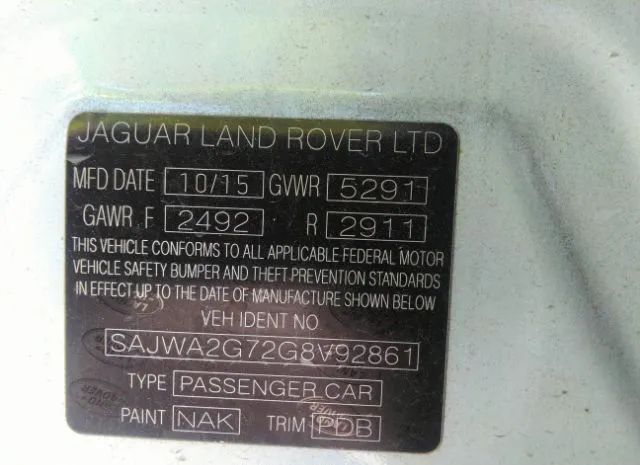 JAGUAR LAND ROVER LTD
MFD DATE 10/15 GVWR 5291
GAWR F 2492 R 2911
THIS VEHICLE CONFORMS TO ALL APPLICABLE FEDERAL MOTOR
VEHICLE SAFETY BUMPER AND THEFT PREVENTION STANDARDS
IN EFFECT UP TO THE DATE OF MANUFACTURE SHOWN BELOW
VEH IDENT NO
SAJWA2G72G8V92861
TYPE PASSENGER CAR
PAINT NAK TRIM PDB